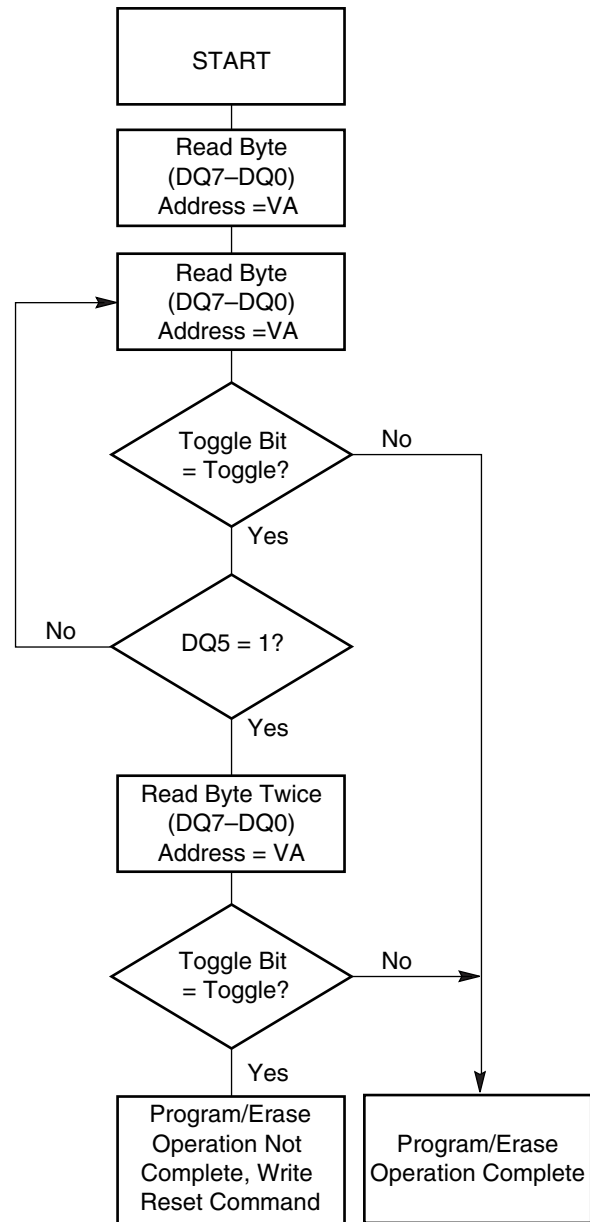 START
Read Byte
(DQ7–DQ0)
Address =VA
Read Byte
(DQ7–DQ0)
Address =VA
Toggle Bit
= Toggle?
No
Yes
No
DQ5 = 1?
Yes
Read Byte Twice
(DQ7–DQ0)
Address = VA
Toggle Bit
= Toggle?
No
Yes
Program/Erase
Operation Not
Complete, Write
Reset Command
Program/Erase
Operation Complete